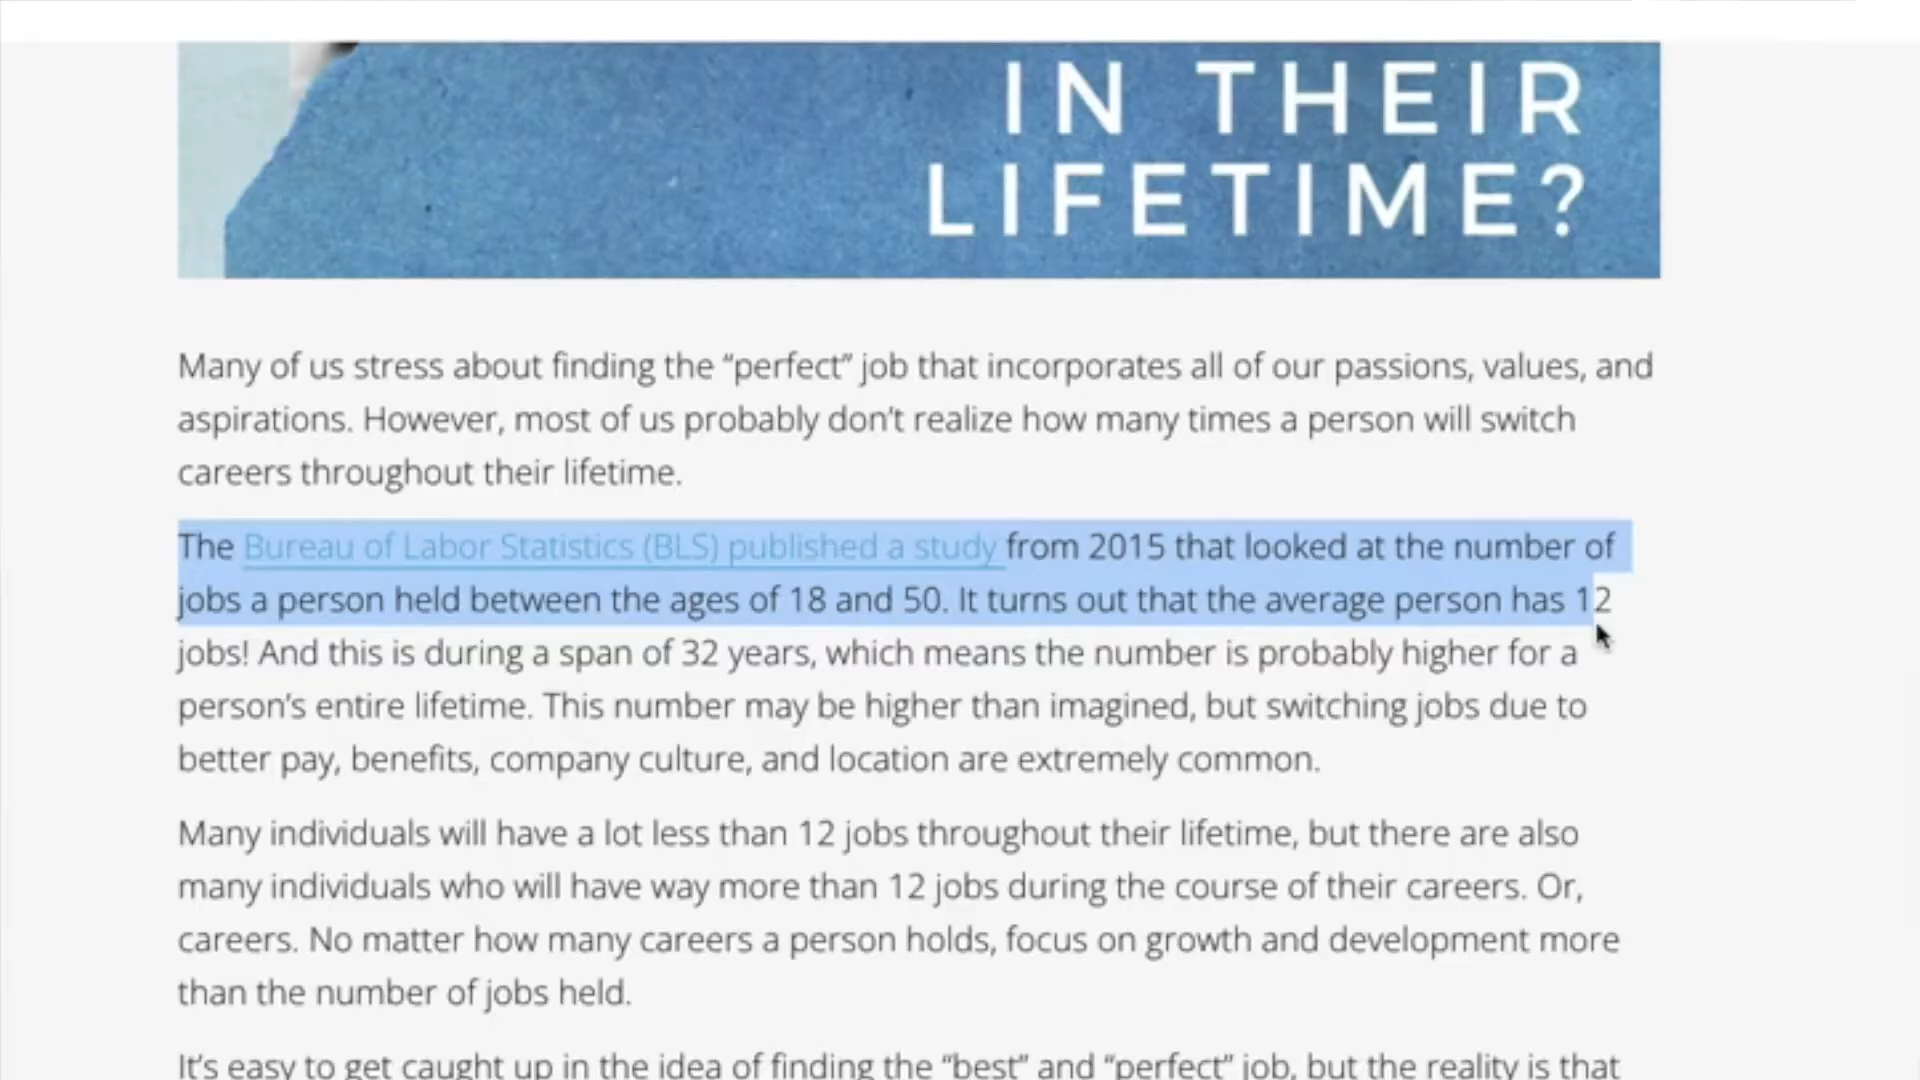 IN THEIR
LIFETIME?
Many of us stress about finding the “perfect” job that incorporates all of our passions, values, and
aspirations. However, most of us probably don’t realize how many times a person will switch
careers throughout their lifetime.
The Bureau of Labor Statistics (BLS) published a study from 2015 that looked at the number of
jobs a person held between the ages of 18 and 50. It turns out that the average person has 12
jobs! And this is during a span of 32 years, which means the number is probably higher for a
person’s entire lifetime. This number may be higher than imagined, but switching jobs due to
better pay, benefits, company culture, and location are extremely common.
Many individuals will have a lot less than 12 jobs throughout their lifetime, but there are also
many individuals who will have way more than 12 jobs during the course of their careers. Or,
careers. No matter how many careers a person holds, focus on growth and development more
than the number of jobs held.
It’s easy to get caught up in the idea of finding the “best” and “perfect” job, but the reality is that